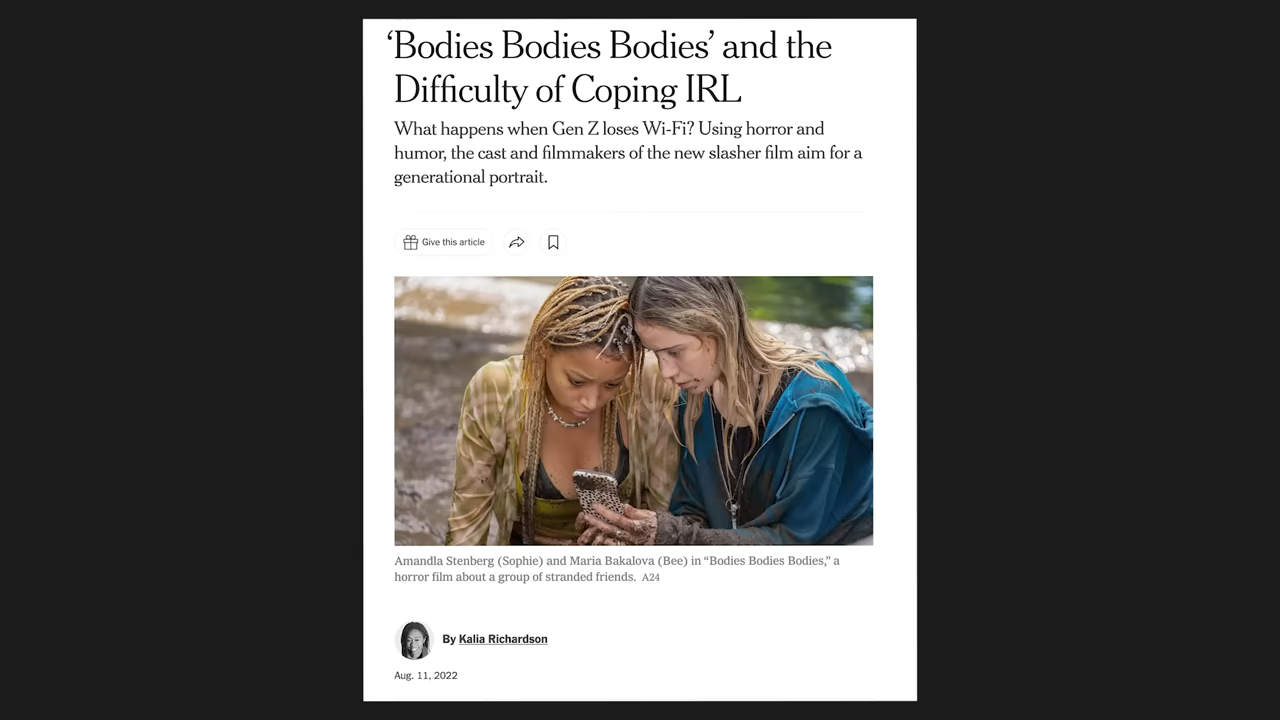 ‘Bodies Bodies Bodies’ and the
Difficulty of Coping IRL
What happens when Gen Z loses Wi-Fi? Using horror and
humor, the cast and filmmakers of the new slasher film aim for a
generational portrait.
Give this article
Amandla Stenberg (Sophie) and Maria Bakalova (Bee) in “Bodies Bodies Bodies,” a
horror film about a group of stranded friends. A24
By Kalia Richardson
Aug. 11, 2022